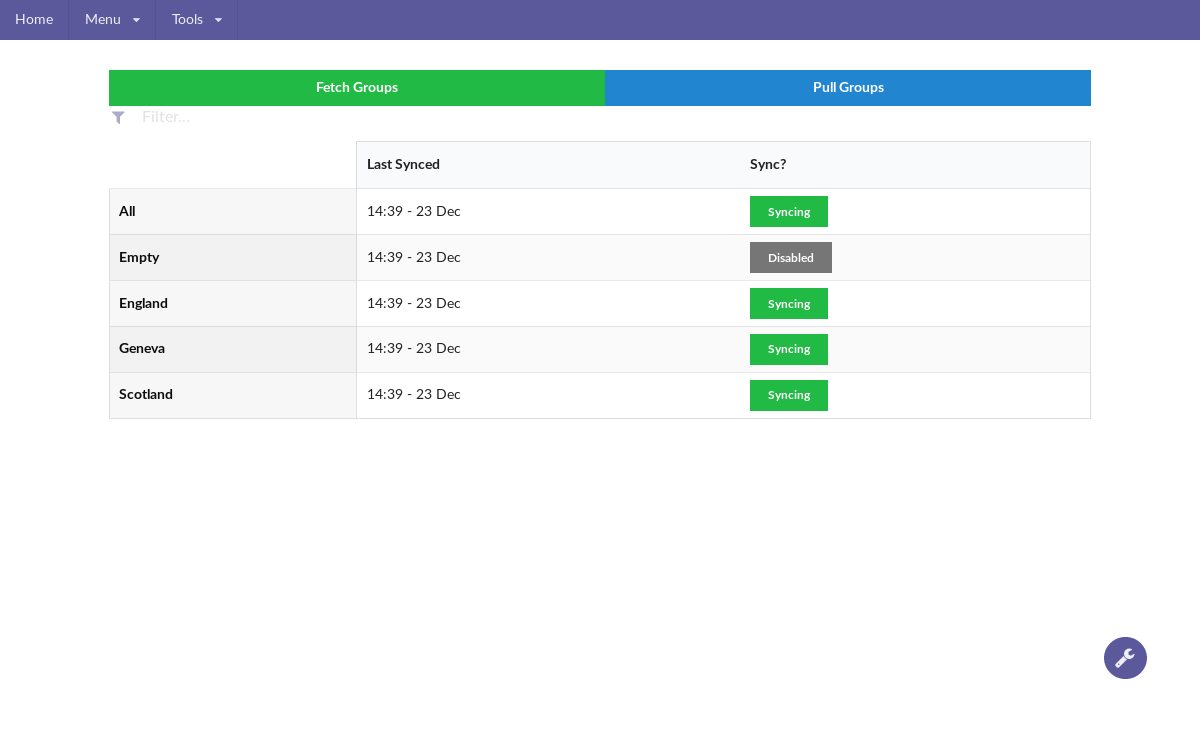 Home Menu Tools
Fetch Groups Pull Groups
Filter...
Last Synced Sync?
All 14:39 - 23 Dec Syncing
Empty 14:39 - 23 Dec Disabled
England 14:39 - 23 Dec Syncing
Geneva 14:39 - 23 Dec Syncing
Scotland 14:39 - 23 Dec Syncing